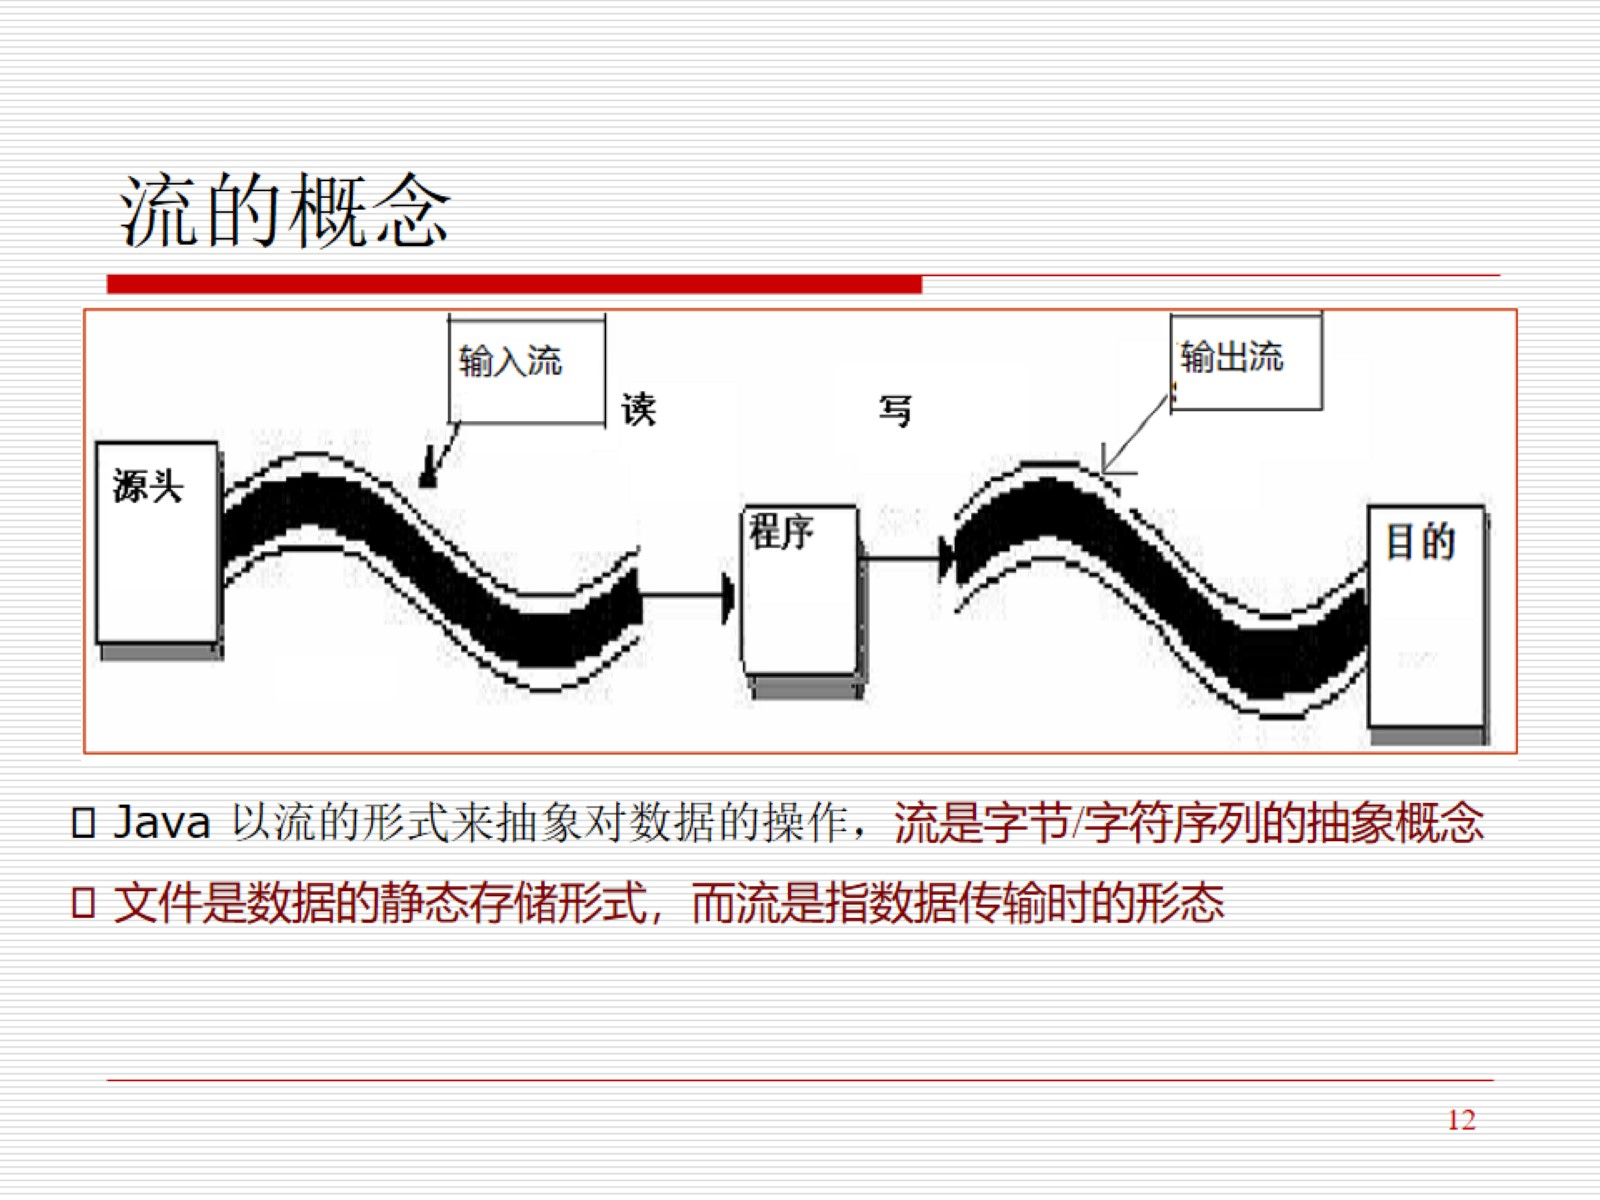 流的概念
输入流
输出流
读
写
源头
程序
目的
Java 以流的形式来抽象对数据的操作，流是字节/字符序列的抽象概念
文件是数据的静态存储形式，而流是指数据传输时的形态
12